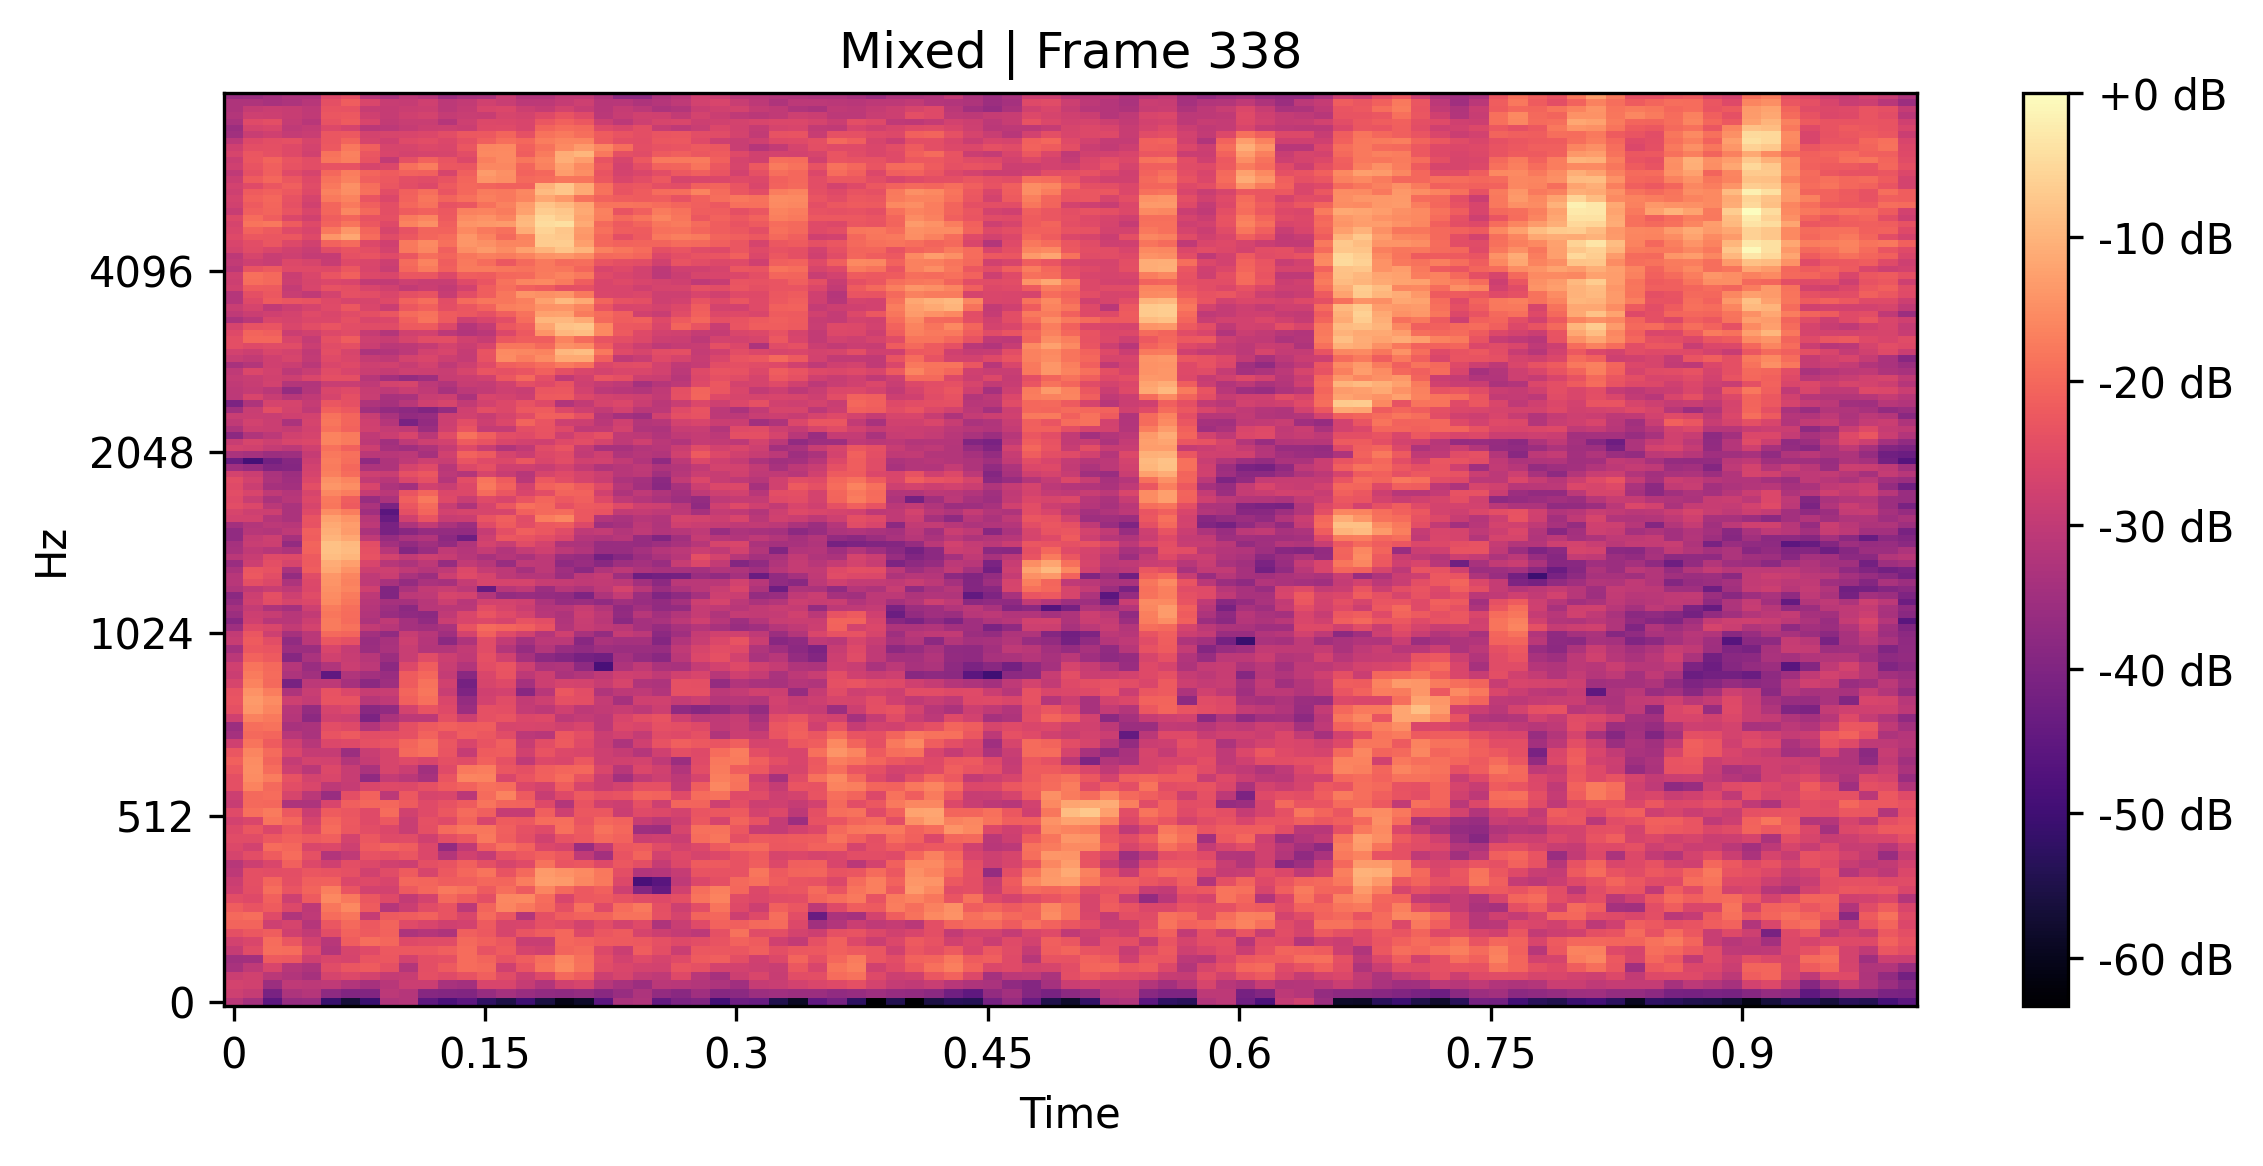 Mixed | Frame 338
+0 dB
-10 dB
-20 dB
-30 dB
-40 dB
-50 dB
-60 dB
4096
2048
1024
512
0
Hz
0 0.15 0.3 0.45 0.6 0.75 0.9
Time